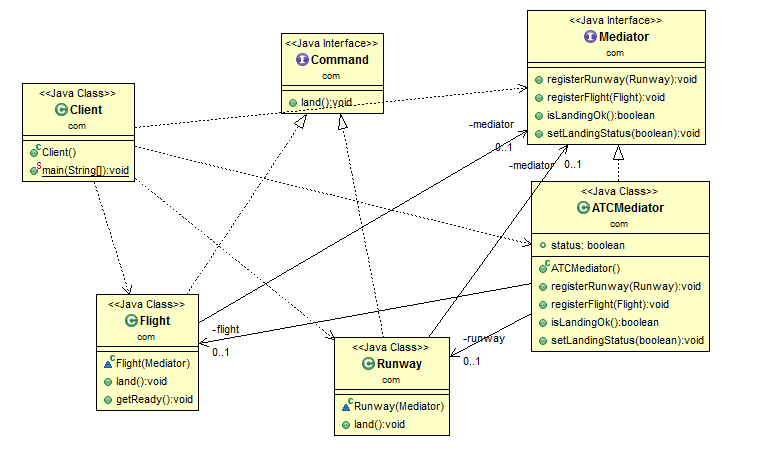 <<Java Interface>>
Mediator
com
registerRunway(Runway):void
registerFlight(Flight):void
isLandingOk():boolean
setLandingStatus(boolean):void
<<Java Interface>>
Command
com
land():void
<<Java Class>>
Client
com
Client()
main(String[]):void
-mediator
0..1
-mediator
0..1
<<Java Class>>
ATCMediator
com
status: boolean
ATCMediator()
registerRunway(Runway):void
registerFlight(Flight):void
isLandingOk():boolean
setLandingStatus(boolean):void
<<Java Class>>
Flight
com
Flight(Mediator)
land():void
getReady():void
-flight
0..1
<<Java Class>>
Runway
com
Runway(Mediator)
land():void
-runway
0..1